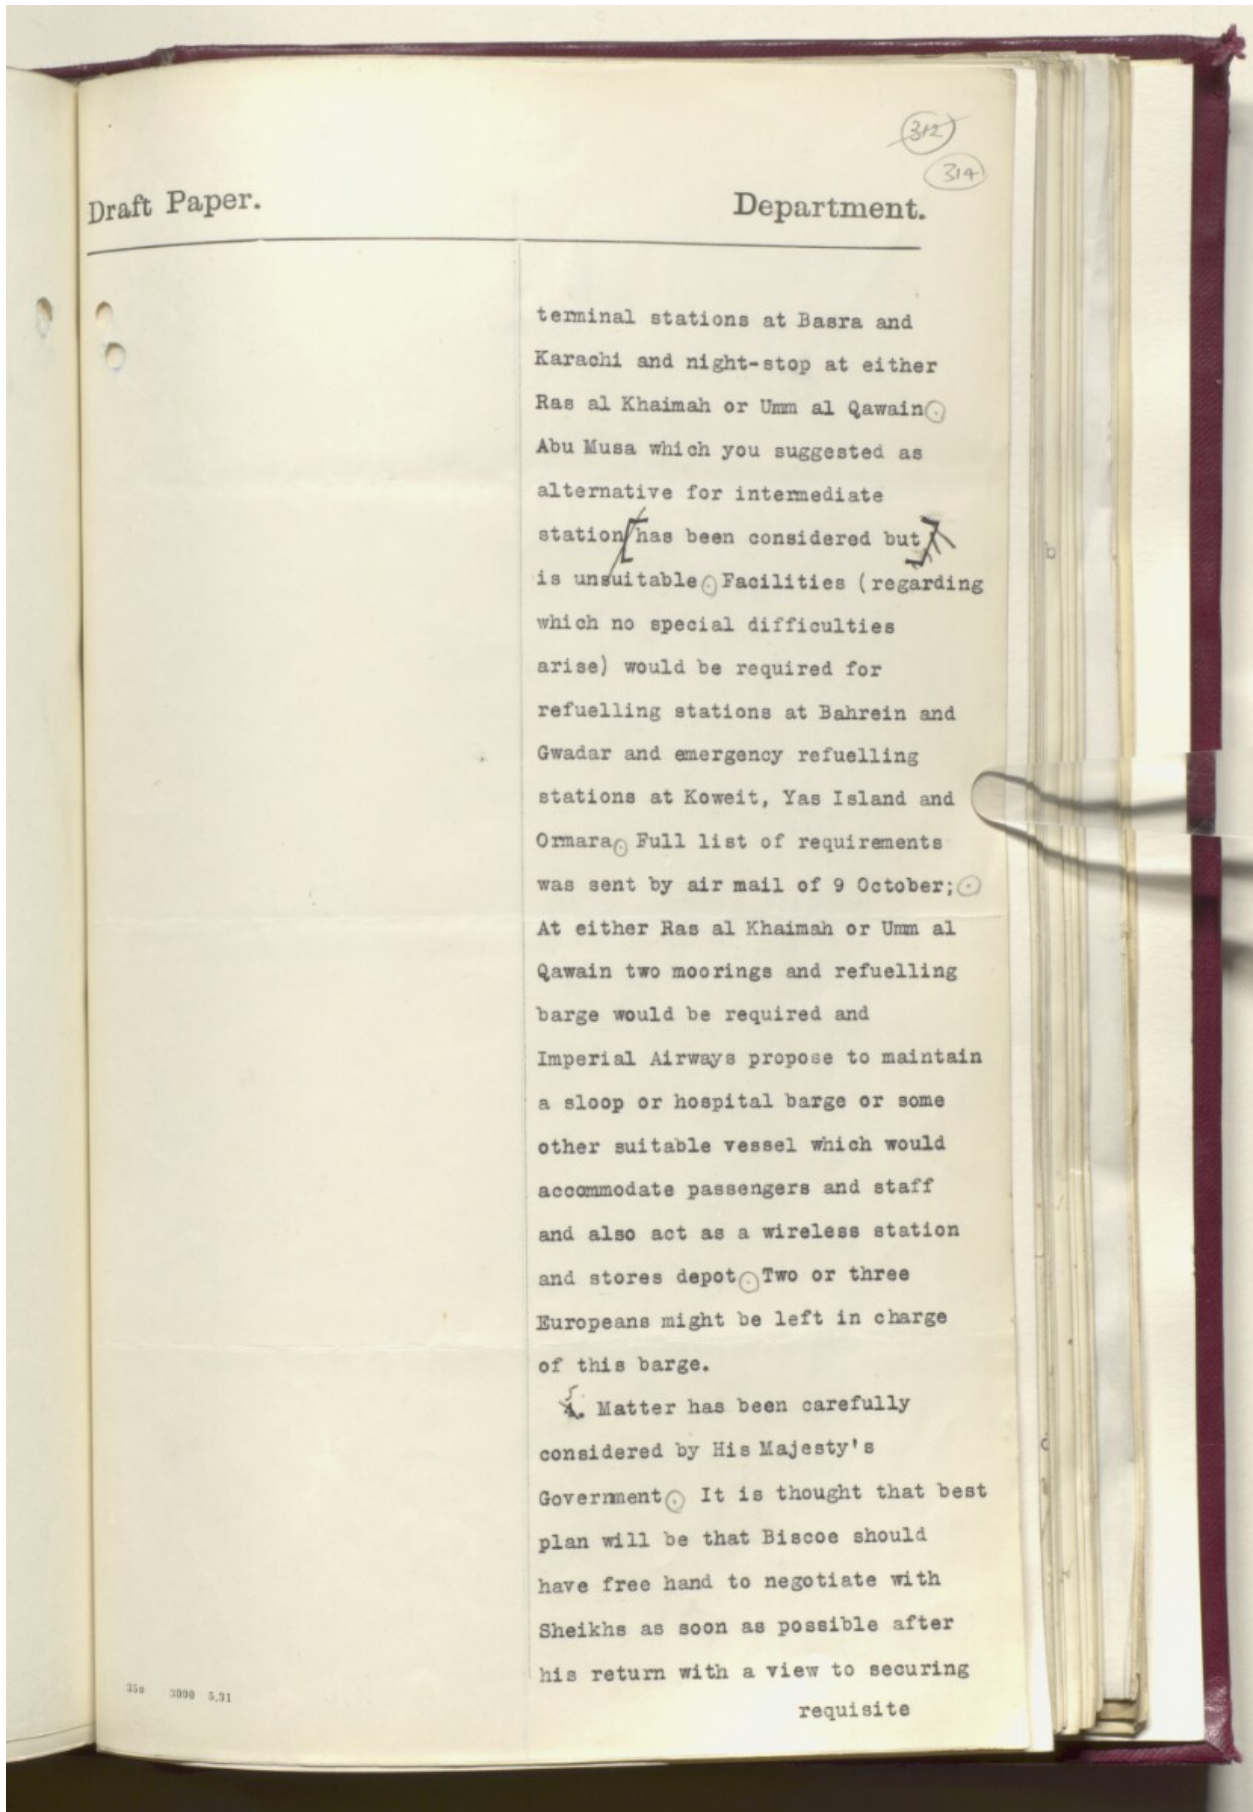 312
314
Draft Paper.
Department.
terminal stations at Basra and
Karachi and night-stop at either
Ras al Khaimah or Umm al Qawain
Abu Musa which you suggested as
alternative for intermediate
station [has been considered but]
is unsuitable Facilities (regarding
which no special difficulties
arise) would be required for
refuelling stations at Bahrein and
Gwadar and emergency refuelling
stations at Koweit, Yas Island and
Ormara Full list of requirements
was sent by air mail of 9 October;
At either Ras al Khaimah or Umm al
Qawain two moorings and refuelling
barge would be required and
Imperial Airways propose to maintain
a sloop or hospital barge or some
other suitable vessel which would
accommodate passengers and staff
and also act as a wireless station
and stores depot Two or three
Europeans might be left in charge
of this barge.
Matter has been carefully
considered by His Majesty's
Government It is thought that best
plan will be that Biscoe should
have free hand to negotiate with
Sheikhs as soon as possible after
his return with a view to securing
requisite
3000 5.31